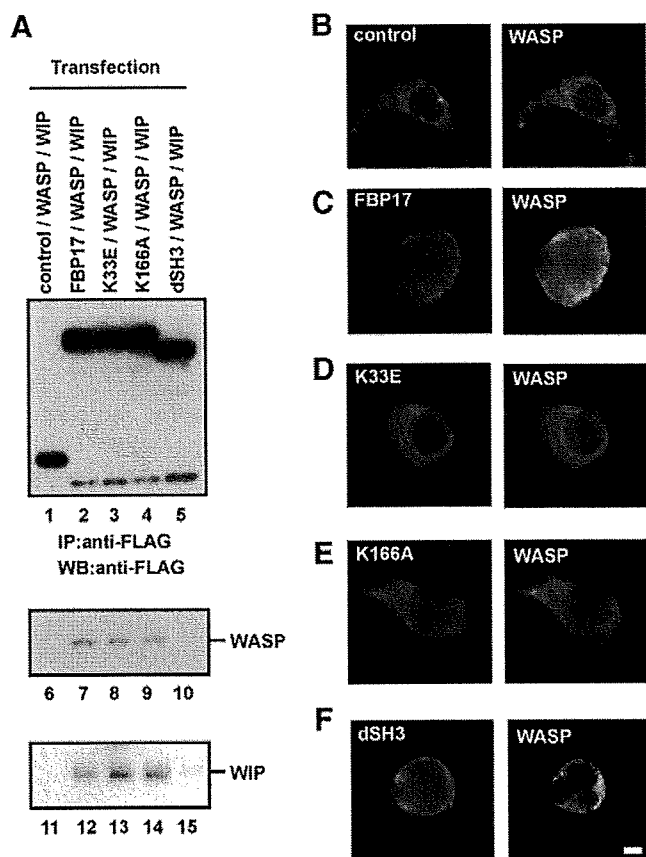 A
Transfection
control / WASP / WIP
FBP17 / WASP / WIP
K33E / WASP / WIP
K166A / WASP / WIP
dSH3 / WASP / WIP
1 2 3 4 5
IP:anti-FLAG
WB:anti-FLAG
WASP
6 7 8 9 10
WIP
11 12 13 14 15
B
control
WASP
C
FBP17
WASP
D
K33E
WASP
E
K166A
WASP
F
dSH3
WASP